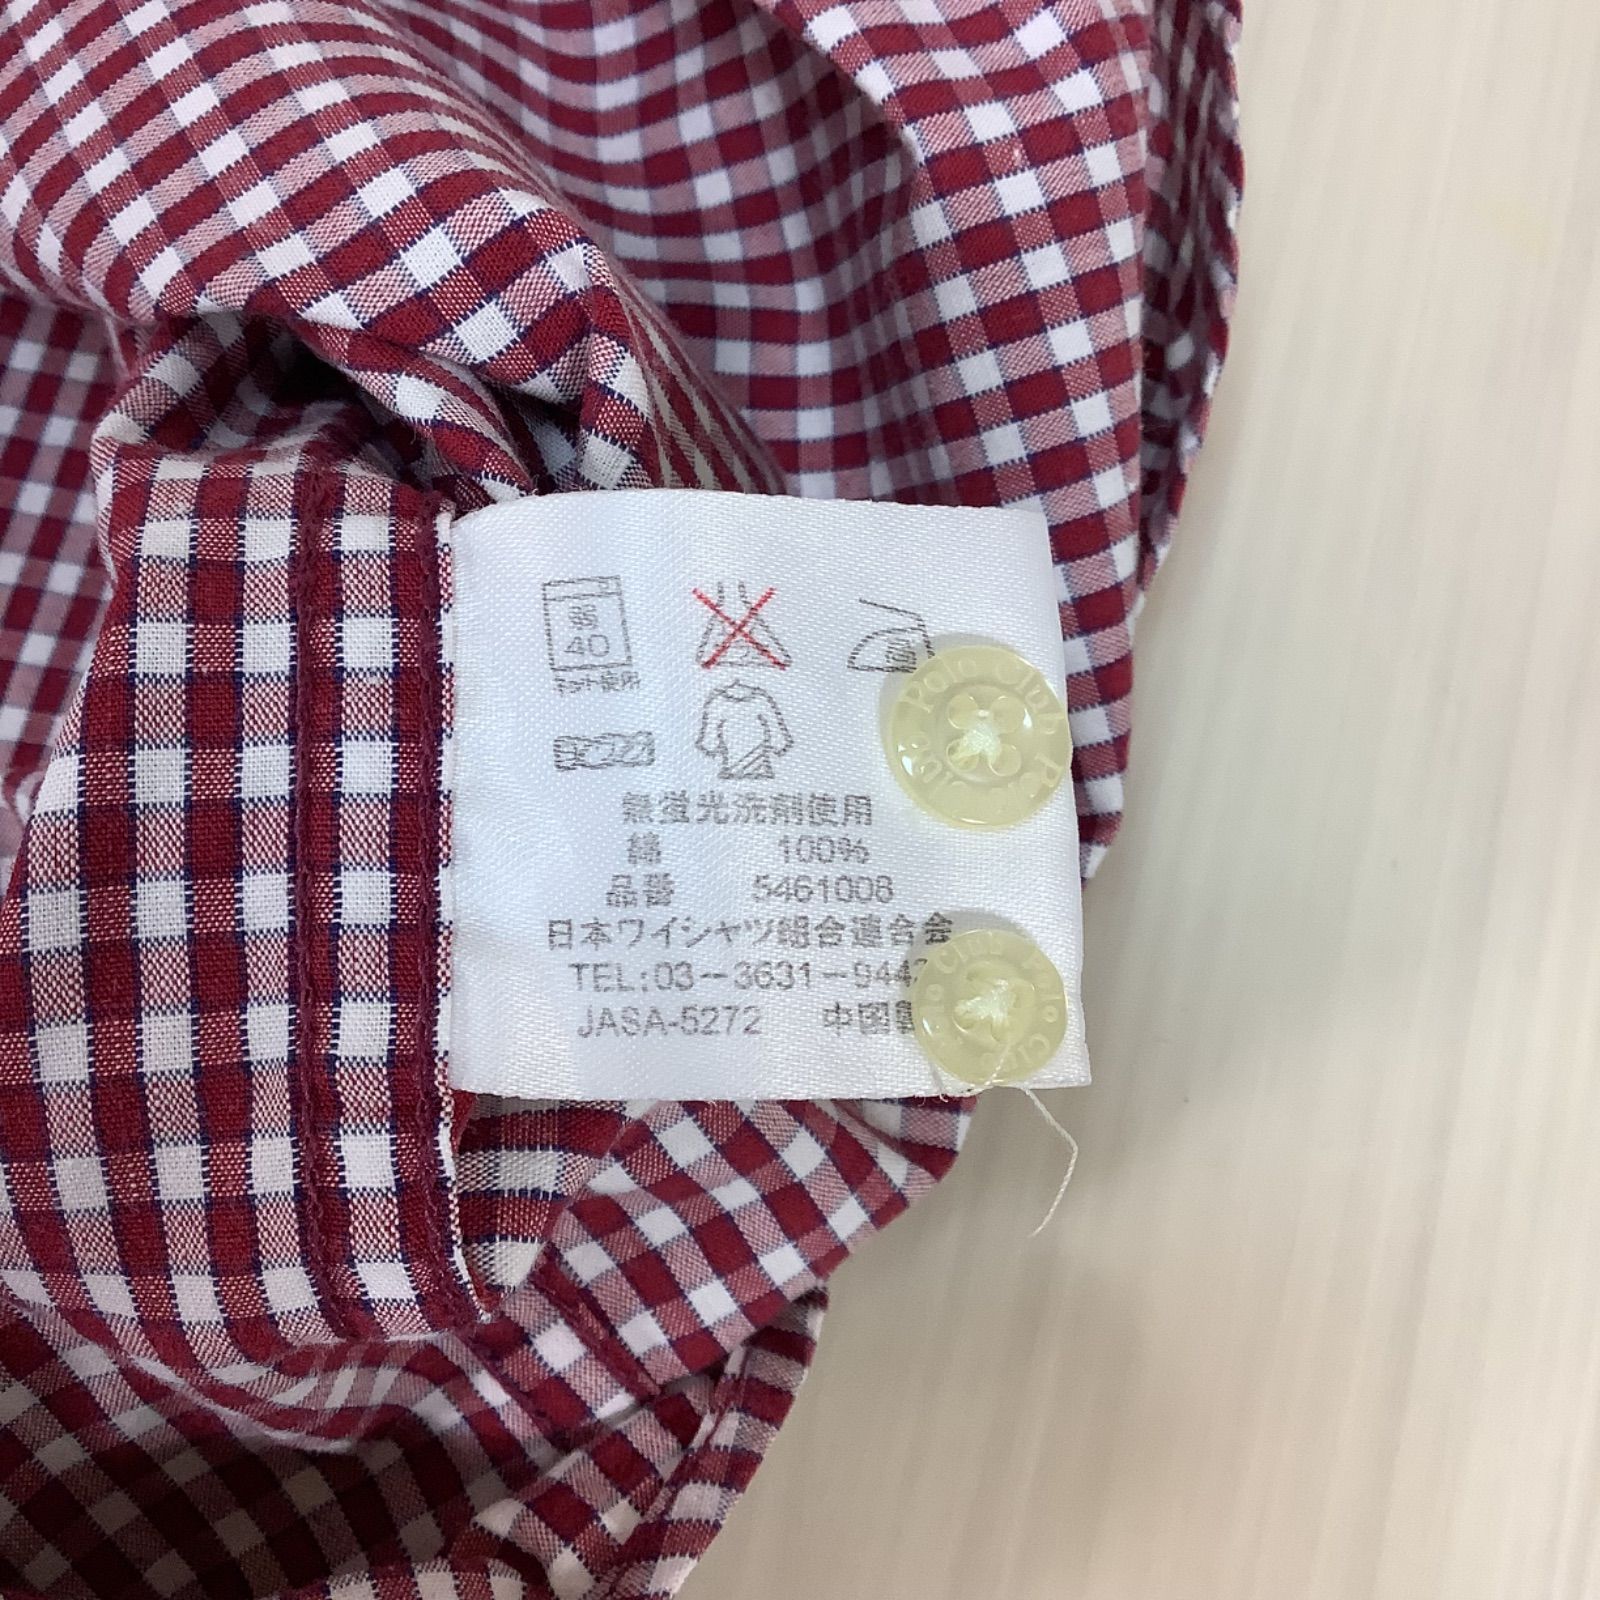 弱
40
ネット使用
無蛍光洗剤使用
綿 100%
品番 5461008
日本ワイシャツ組合連合会
TEL:03-3631-944
JASA-5272 中国製
Polo Club
Polo Club